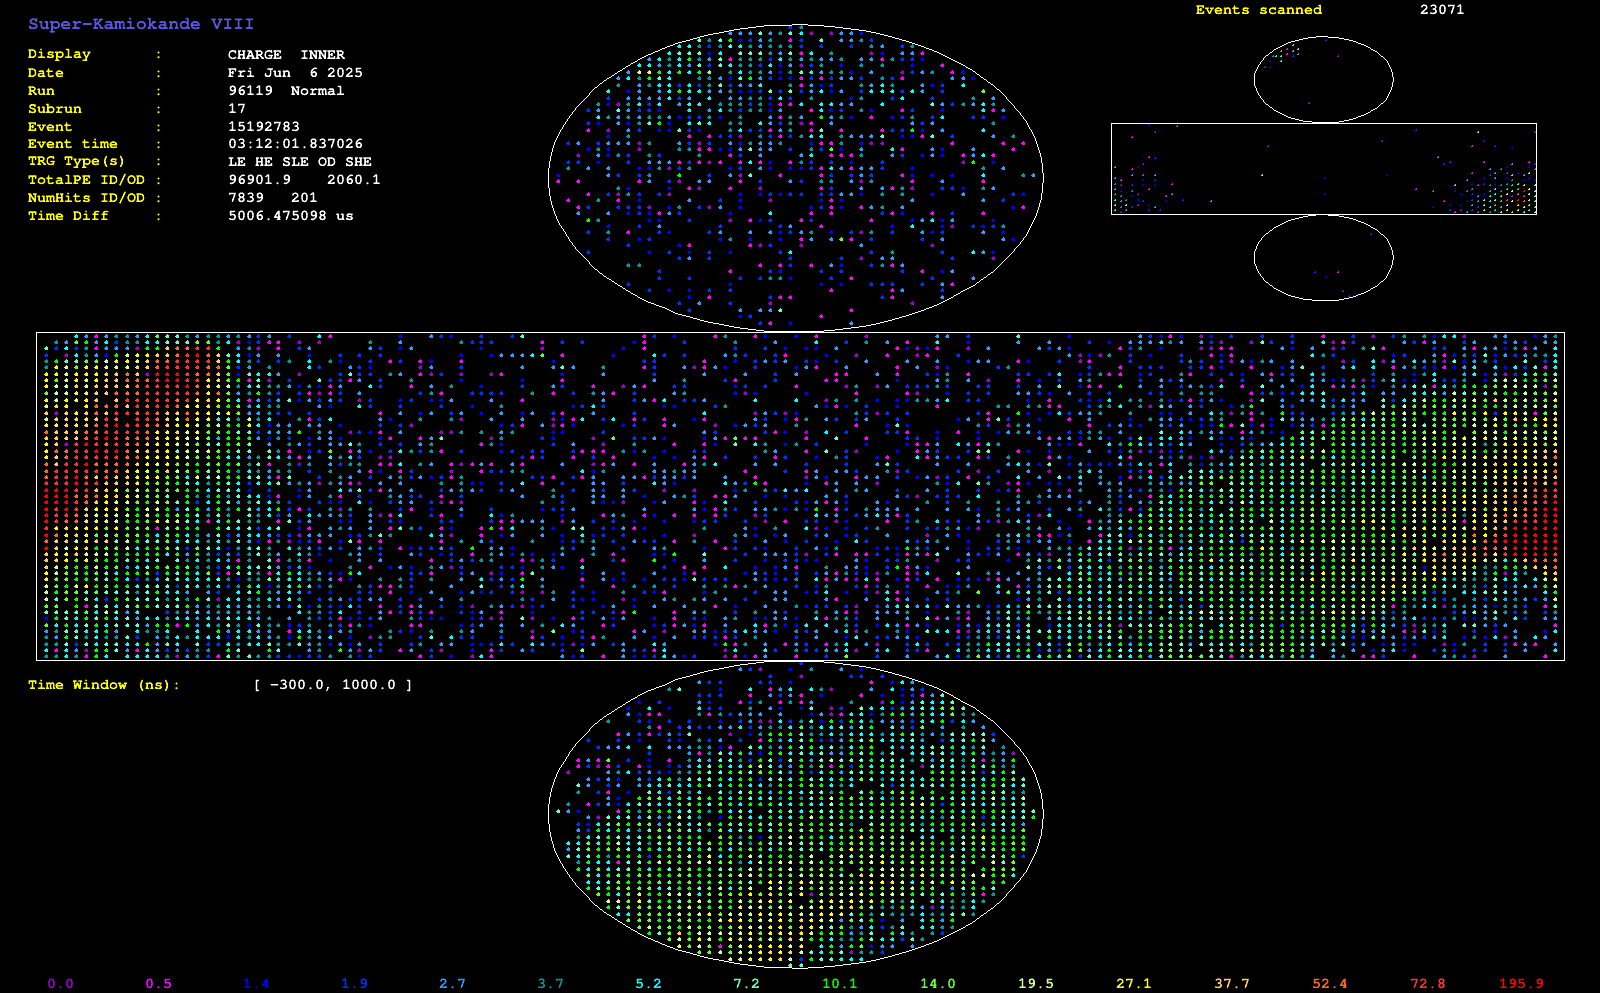 Super-Kamiokande VIII
Display : CHARGE INNER
Date : Fri Jun 6 2025
Run : 96119 Normal
Subrun : 17
Event : 15192783
Event time : 03:12:01.837026
TRG Type(s) : LE HE SLE OD SHE
TotalPE ID/OD : 96901.9 2060.1
NumHits ID/OD : 7839 201
Time Diff : 5006.475098 us
Events scanned 23071
Time Window (ns): [ -300.0, 1000.0 ]
0.0 0.5 1.4 1.9 2.7 3.7 5.2 7.2 10.1 14.0 19.5 27.1 37.7 52.4 72.8 195.9